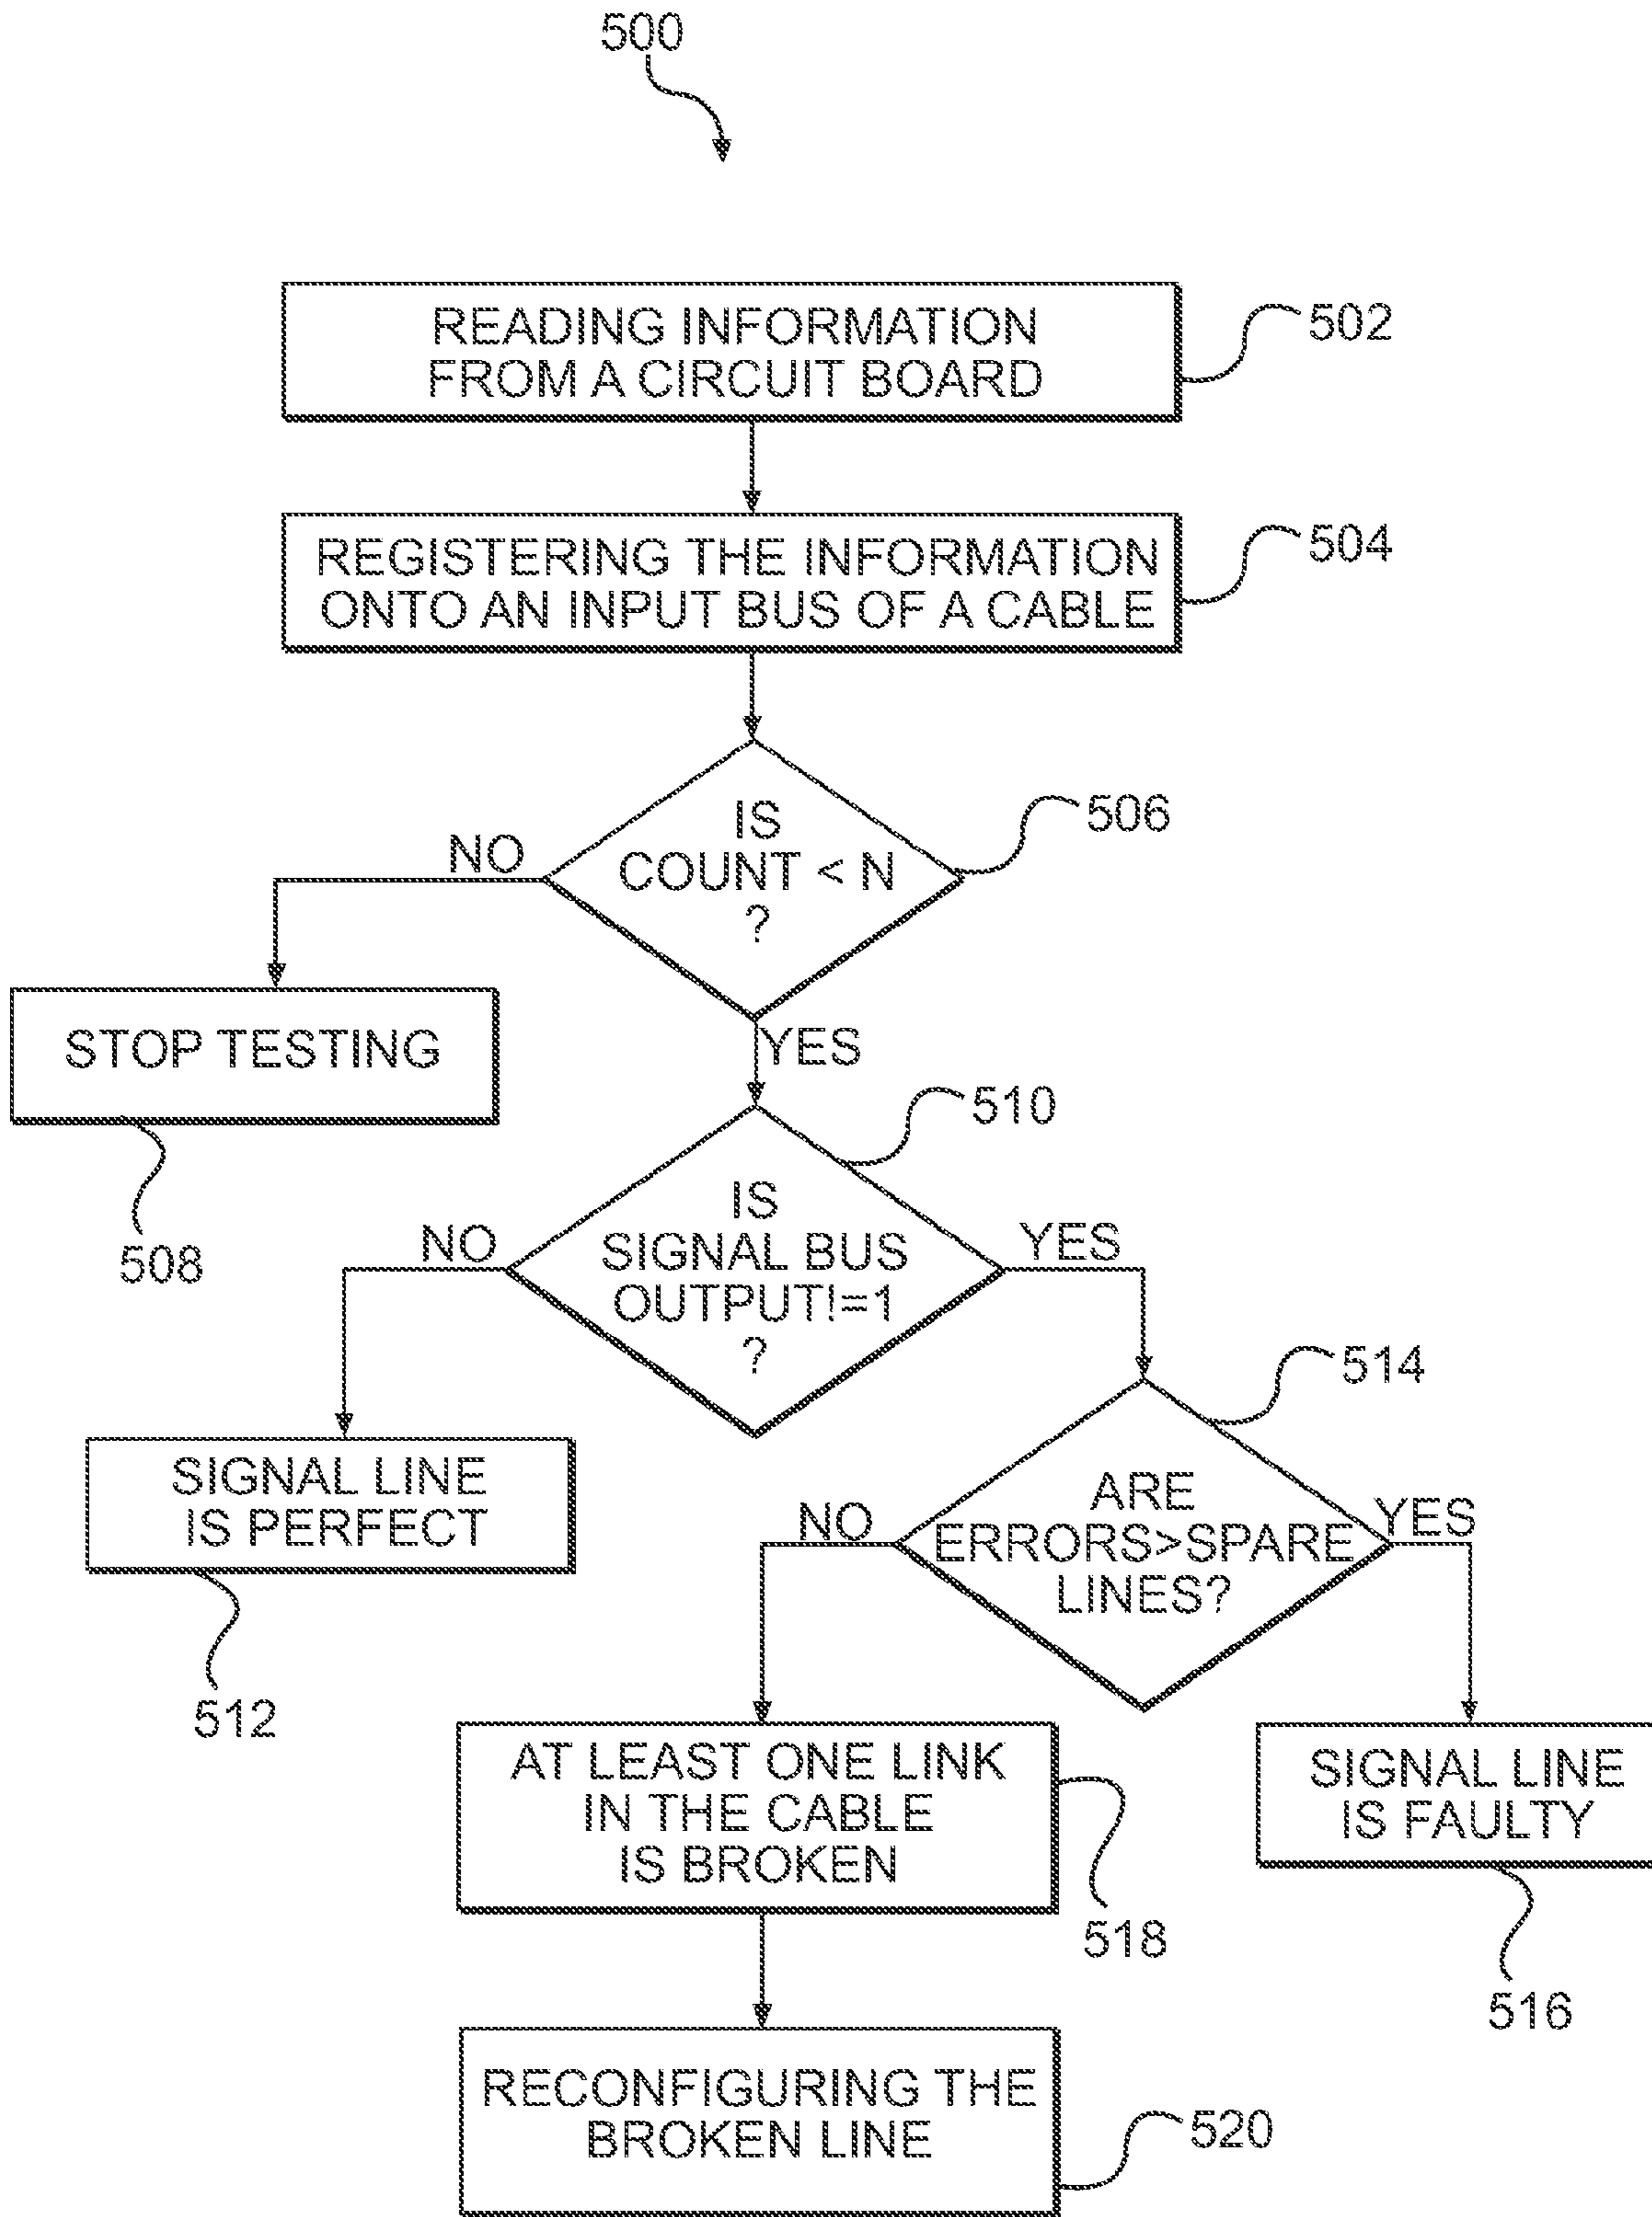 500
READING INFORMATION
FROM A CIRCUIT BOARD
502
REGISTERING THE INFORMATION
ONTO AN INPUT BUS OF A CABLE
504
IS
COUNT < N
?
506
NO
YES
STOP TESTING
508
IS
SIGNAL BUS
OUTPUT!=1
?
510
NO
YES
SIGNAL LINE
IS PERFECT
512
ARE
ERRORS>SPARE
LINES?
514
NO
YES
AT LEAST ONE LINK
IN THE CABLE
IS BROKEN
518
SIGNAL LINE
IS FAULTY
516
RECONFIGURING THE
BROKEN LINE
520